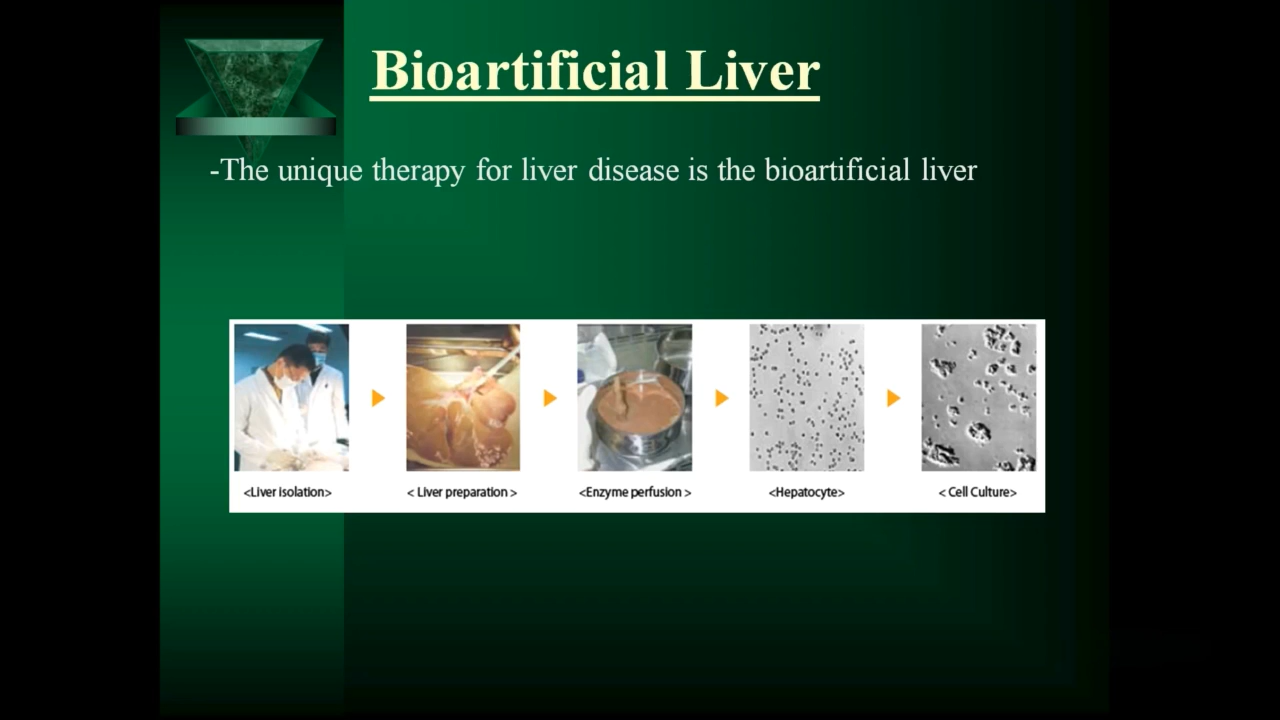 Bioartificial Liver
-The unique therapy for liver disease is the bioartificial liver
<Liver isolation> < Liver preparation > <Enzyme perfusion > <Hepatocyte> < Cell Culture>